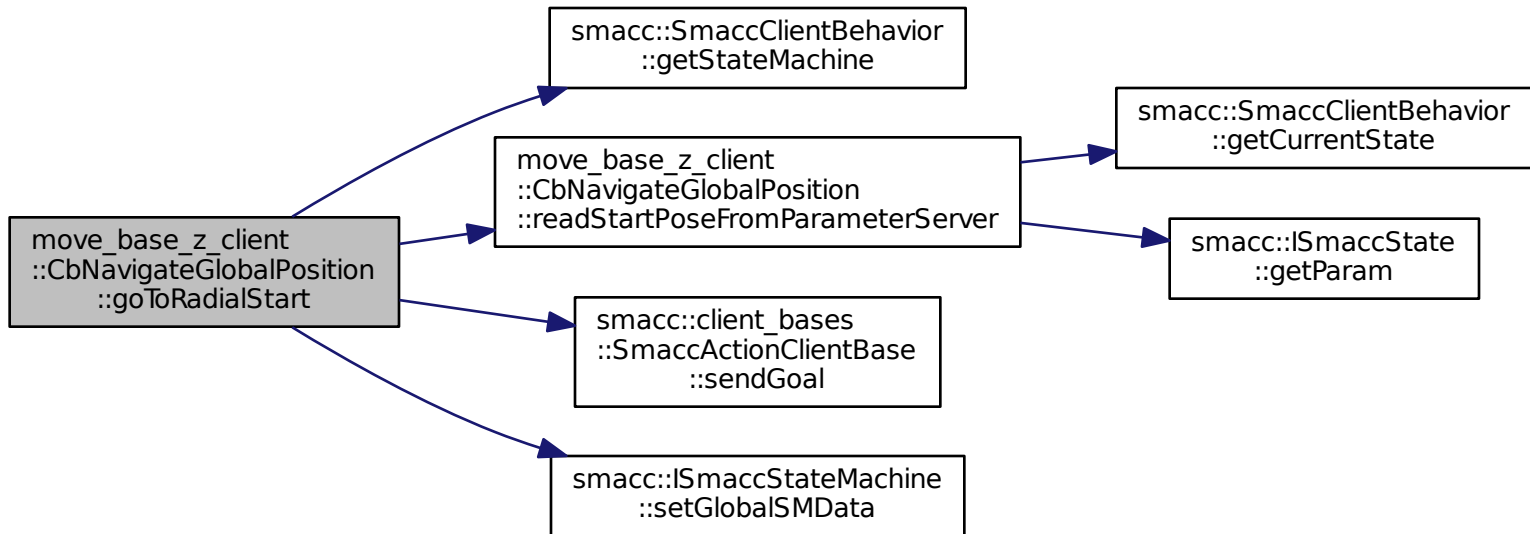 smacc::SmaccClientBehavior
::getStateMachine
smacc::SmaccClientBehavior
::getCurrentState
move_base_z_client
::CbNavigateGlobalPosition
::readStartPoseFromParameterServer
move_base_z_client
::CbNavigateGlobalPosition
::goToRadialStart
smacc::ISmaccState
::getParam
smacc::client_bases
::SmaccActionClientBase
::sendGoal
smacc::ISmaccStateMachine
::setGlobalSMData